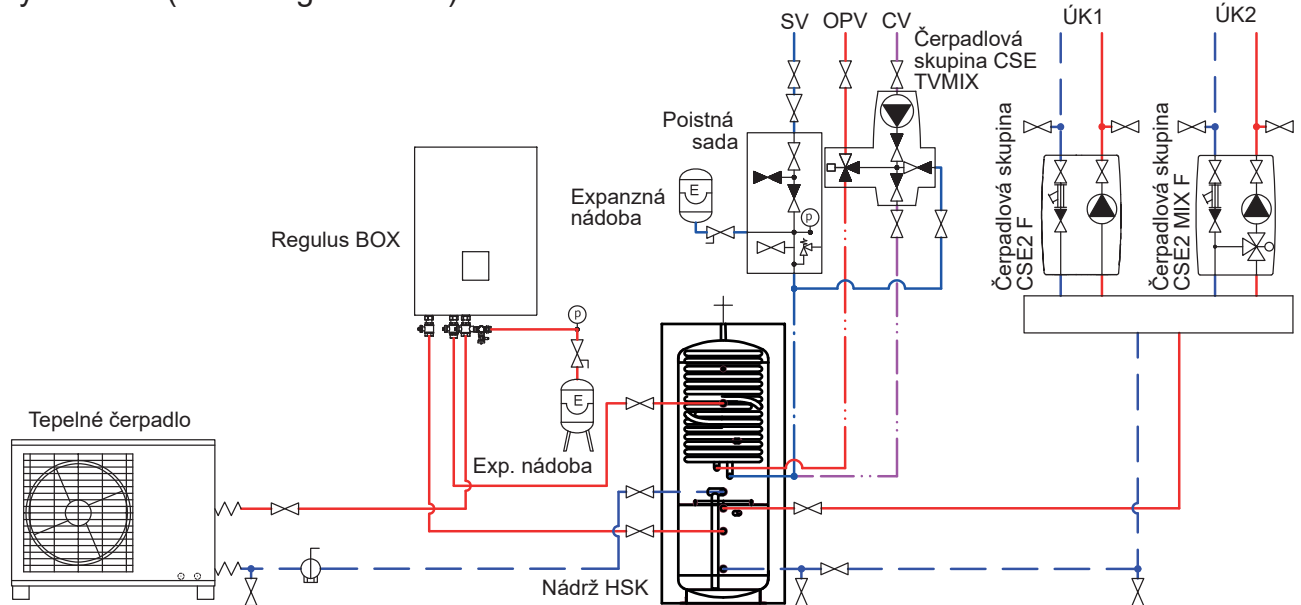 SV OPV CV
ÚK1
ÚK2
Čerpadlová
skupina CSE
TVMIX
Poistná
sada
Expanzná
nádoba
E
p
Regulus BOX
p
E
Exp. nádoba
Tepelné čerpadlo
Nádrž HSK
Čerpadlová skupina
CSE2 F
Čerpadlová skupina
CSE2 MIX F